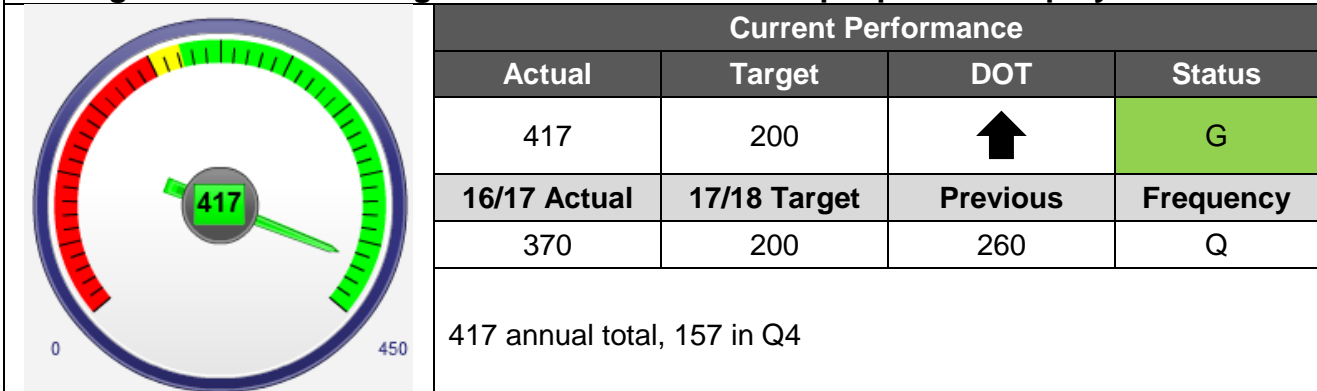 Current Performance
Actual Target DOT Status
417 200 G
16/17 Actual 17/18 Target Previous Frequency
370 200 260 Q
417 annual total, 157 in Q4
417
0 450